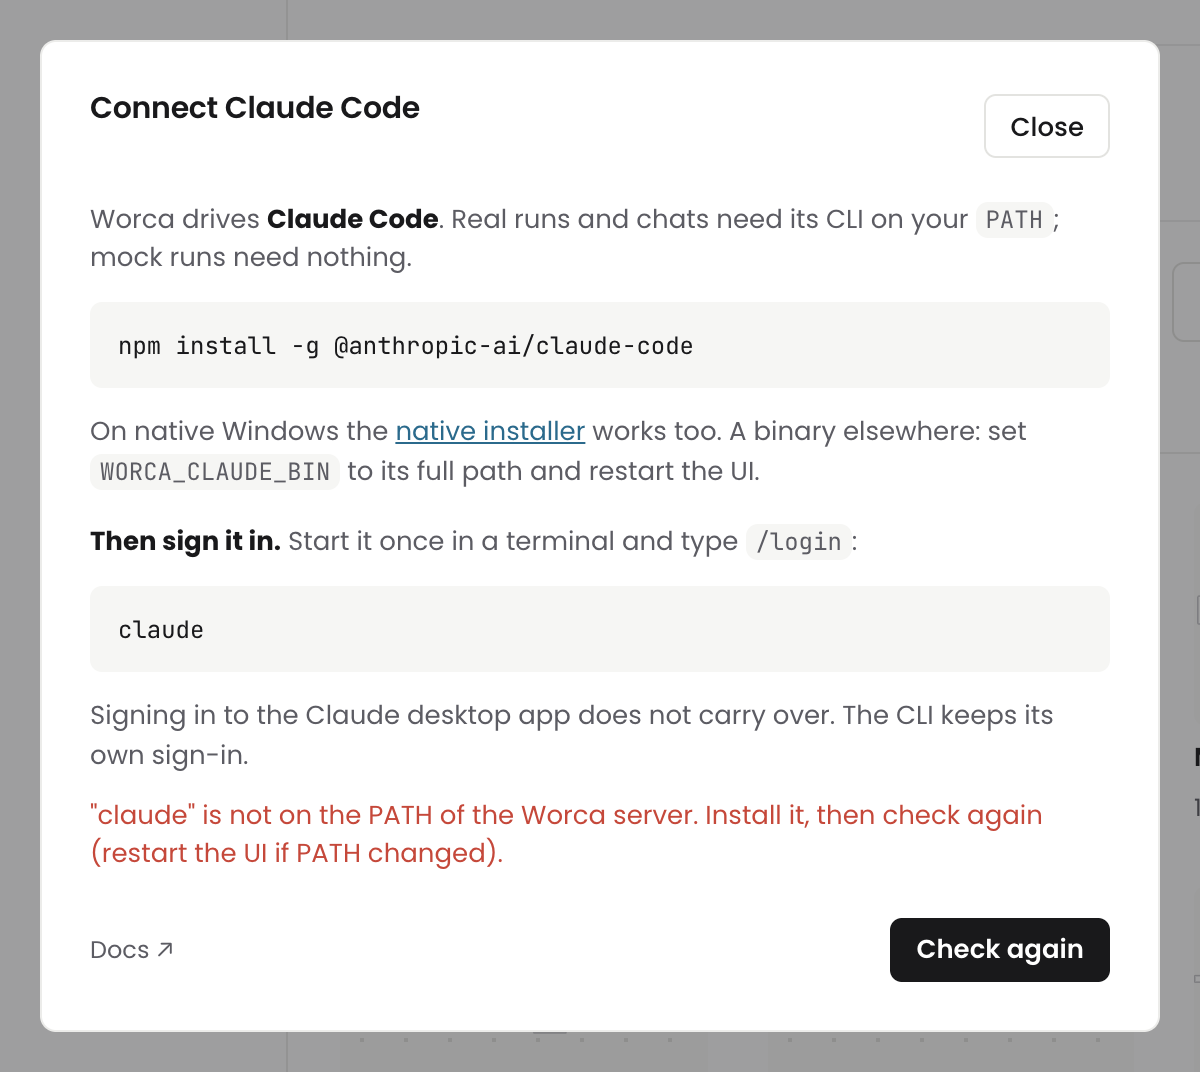 Connect Claude Code
Close
Worca drives Claude Code. Real runs and chats need its CLI on your PATH;
mock runs need nothing.
npm install -g @anthropic-ai/claude-code
On native Windows the native installer works too. A binary elsewhere: set
WORCA_CLAUDE_BIN to its full path and restart the UI.
Then sign it in. Start it once in a terminal and type /login:
claude
Signing in to the Claude desktop app does not carry over. The CLI keeps its
own sign-in.
"claude" is not on the PATH of the Worca server. Install it, then check again
(restart the UI if PATH changed).
Docs ↗
Check again